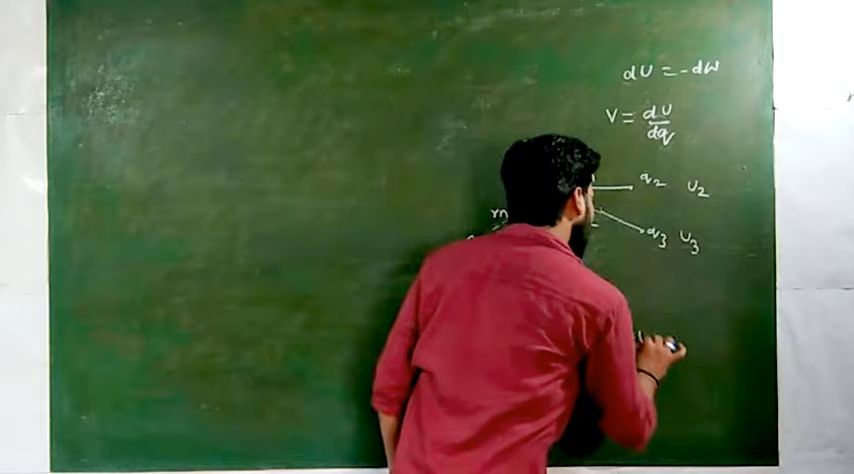 dU = -dW
V = dU/dq
q2 U2
m
q3 U3